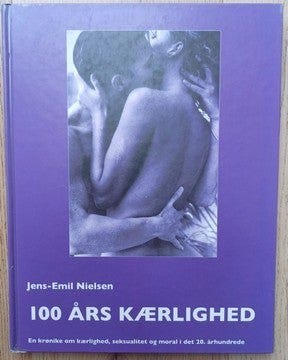 Jens-Emil Nielsen
100 ÅRS KÆRLIGHED
En krønike om kærlighed, seksualitet og moral i det 20. århundrede